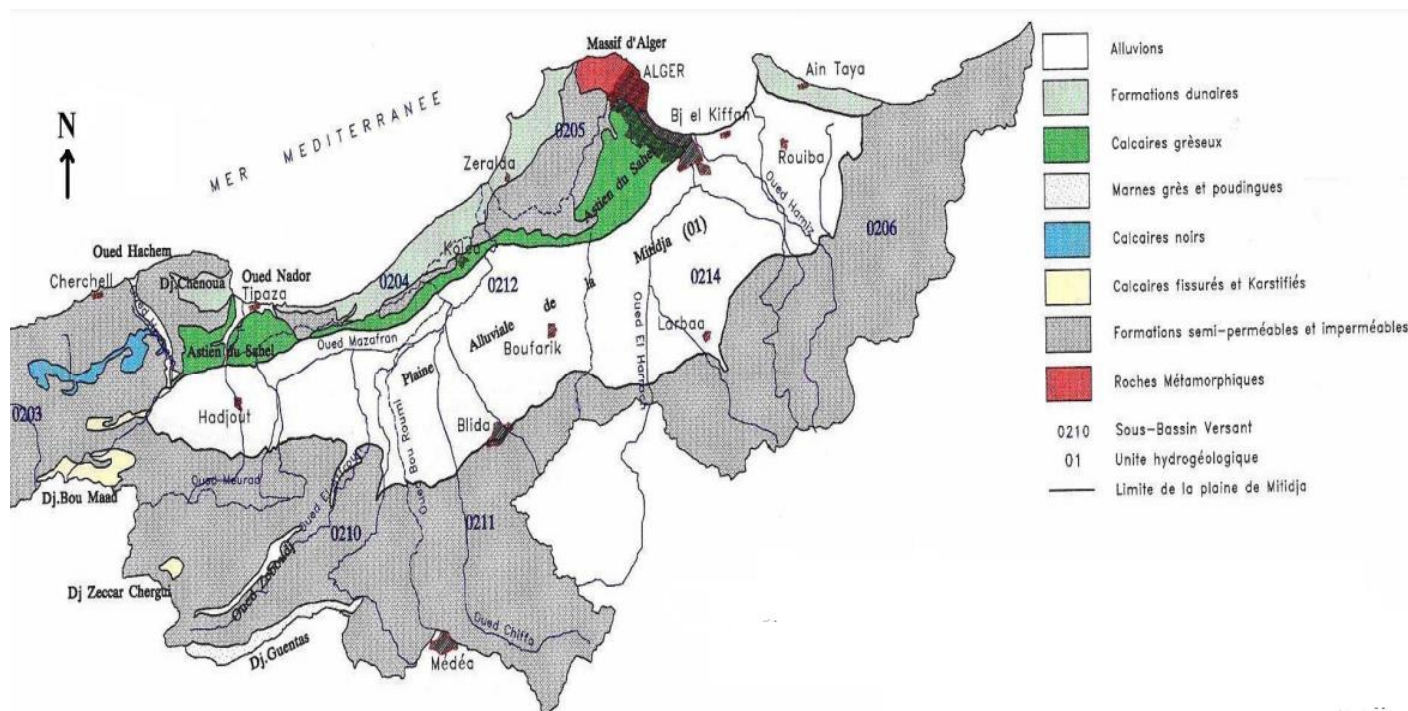 Massif d'Alger
ALGER
Ain Taya
Bj el Kiffan
Rouiba
0205
MER MEDITERRANEE
N
Zeralda
Astien du Sahel
Oued Hamiz
0206
Mitidja (01)
Oued Hachem
Cherchell
Dj.Chenoua
Oued Nador
Tipaza
0204
Koléa
0212
0214
de la
Alluviale
Plaine
Boufarik
Larbaa
Oued El Harrach
Astien du Sahel
Oued Mazafran
0203
Hadjout
Bou Roumi
Blida
Oued Meurad
Dj.Bou Maad
0210
0211
Dj Zeccar Chergui
Dj.Guentas
Oued Chiffa
Médéa
Alluvions
Formations dunaires
Calcaires grèseux
Marnes grès et poudingues
Calcaires noirs
Calcaires fissurés et Karstifiés
Formations semi-perméables et imperméables
Roches Métamorphiques
0210 Sous-Bassin Versant
01 Unite hydrogéologique
Limite de la plaine de Mitidja